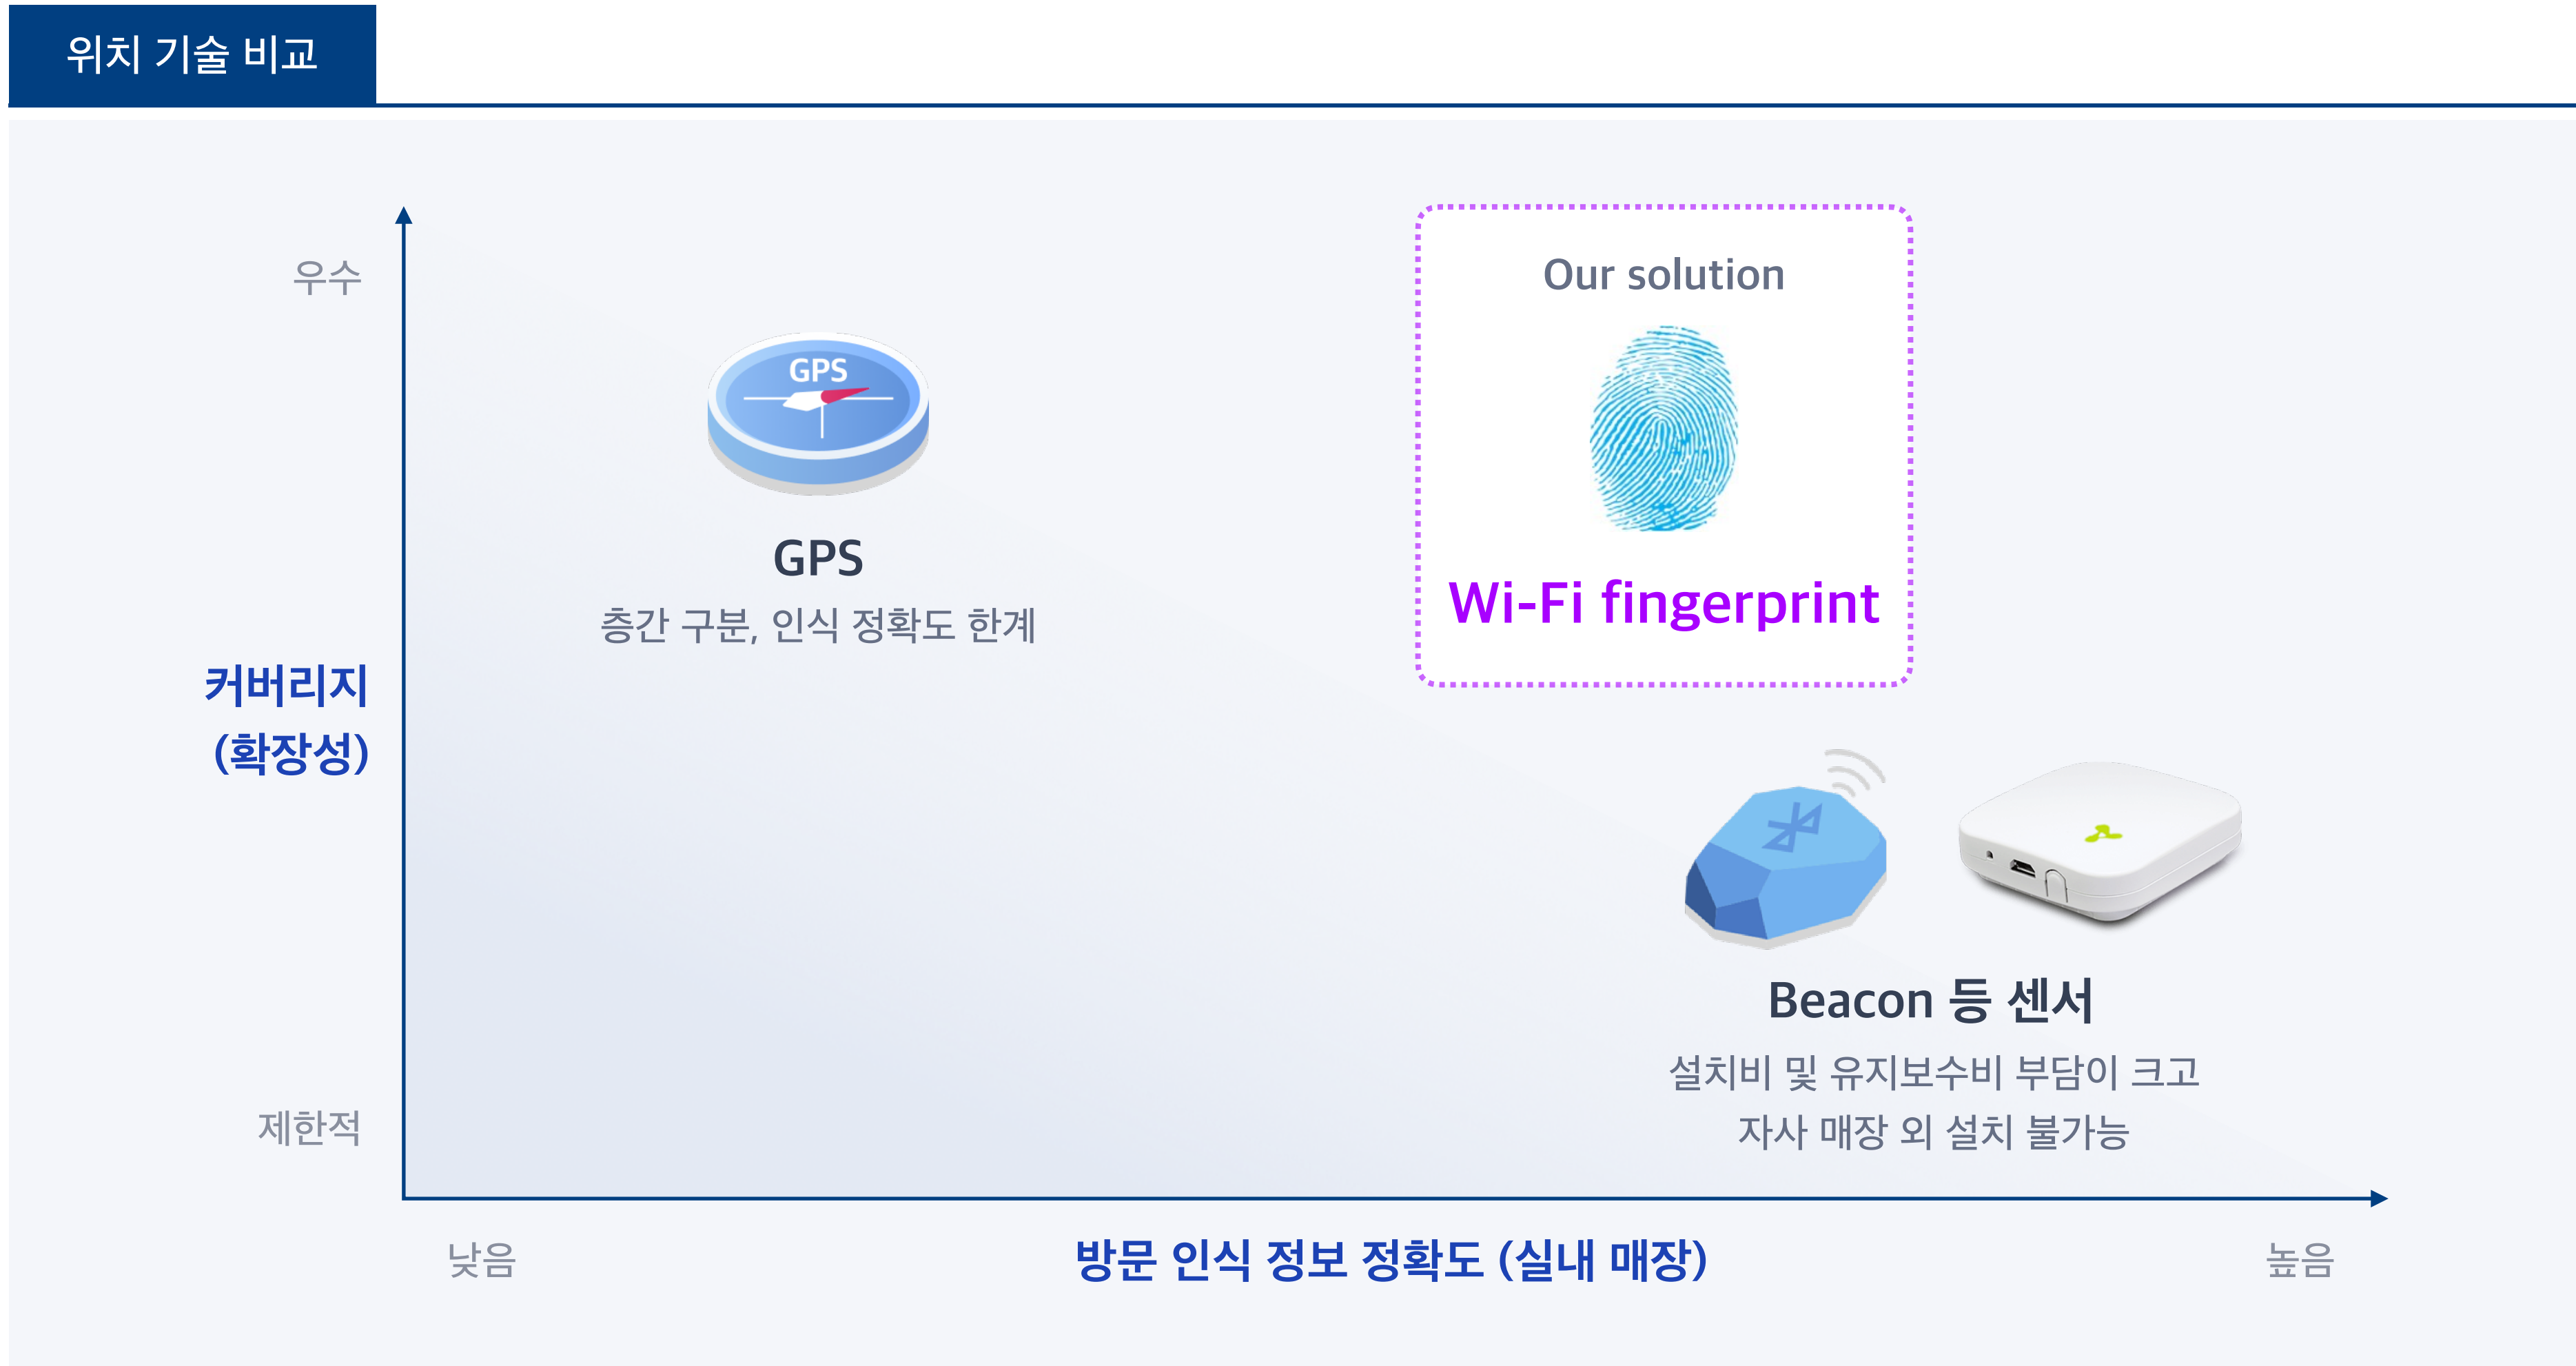 위치 기술 비교
우수
Our solution
GPS
GPS
층간 구분, 인식 정확도 한계
Wi-Fi fingerprint
커버리지
(확장성)
Beacon 등 센서
설치비 및 유지보수비 부담이 크고
자사 매장 외 설치 불가능
제한적
낮음
방문 인식 정보 정확도 (실내 매장)
높음